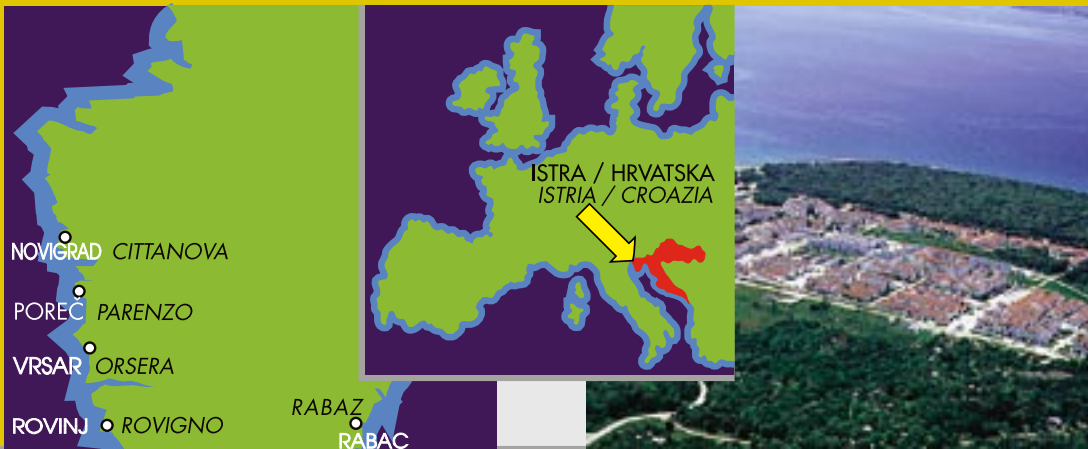 ISTRA / HRVATSKA
ISTRIA / CROAZIA
NOVIGRAD CITTANOVA
POREČ PARENZO
VRSAR ORSERA
ROVINJ ROVIGNO
RABAZ
RABAC